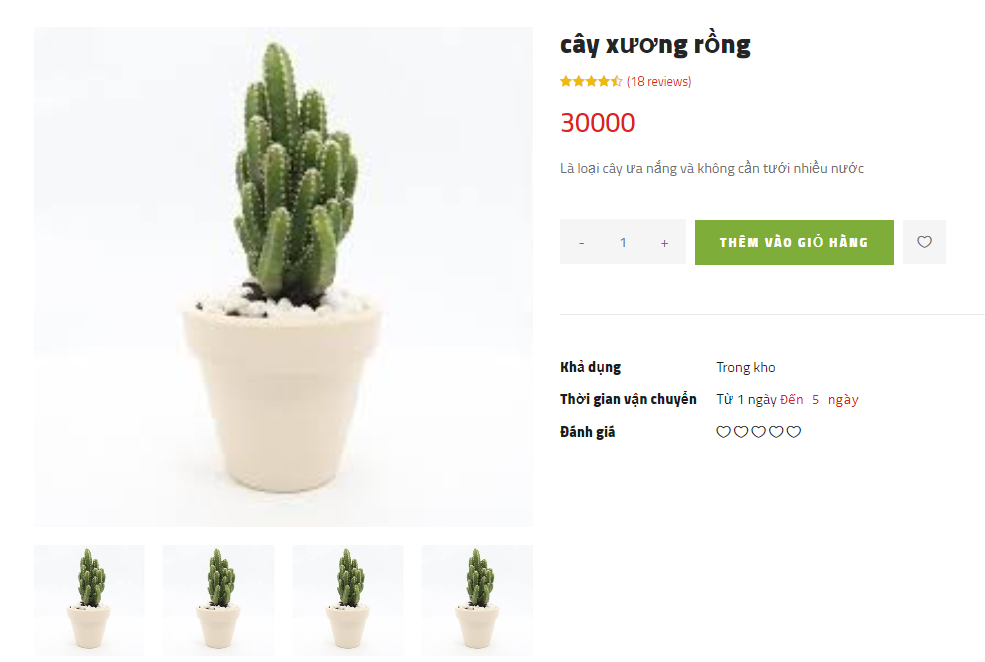 cây xương rồng
(18 reviews)
30000
Là loại cây ưa nắng và không cần tưới nhiều nước
- 1 +
THÊM VÀO GIỎ HÀNG
Khả dụng Trong kho
Thời gian vận chuyển Từ 1 ngày Đến 5 ngày
Đánh giá